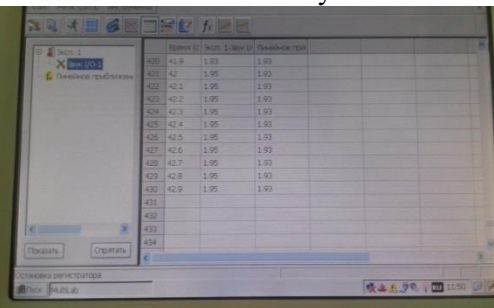 Регистратор
Эксп. 1
Звук I/O-1
Линейное приближен
Время (с Эксп. 1-Звук I/ Линейное при
420 41.9 1.93 1.93
421 42 1.95 1.93
422 42.1 1.95 1.93
423 42.2 1.95 1.93
424 42.3 1.95 1.93
425 42.4 1.95 1.93
426 42.5 1.95 1.93
427 42.6 1.95 1.93
428 42.7 1.95 1.93
429 42.8 1.95 1.93
430 42.9 1.95 1.93
431
432
433
434
Показать Спрятать
Остановка регистратора
Пуск MultiLab RU 11:50